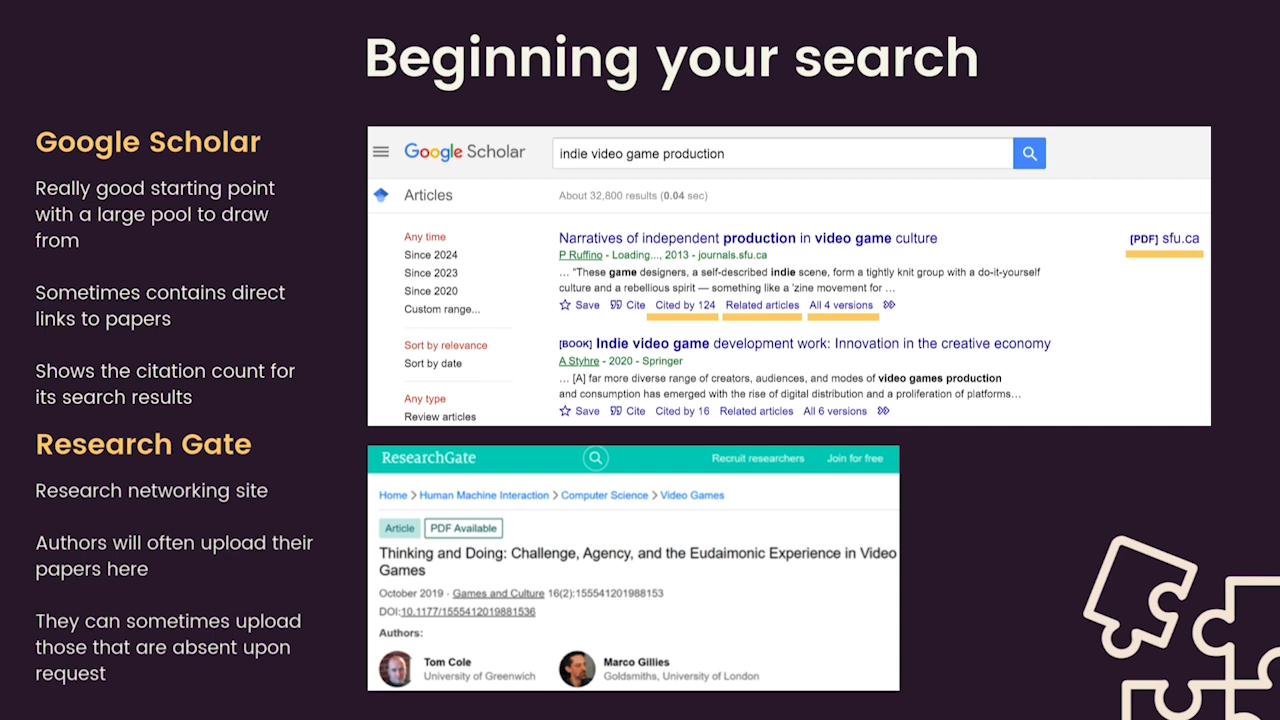 Beginning your search
Google Scholar
Really good starting point
with a large pool to draw
from
Sometimes contains direct
links to papers
Shows the citation count for
its search results
Research Gate
Research networking site
Authors will often upload their
papers here
They can sometimes upload
those that are absent upon
request
Google Scholar
indie video game production
Articles
About 32,800 results (0.04 sec)
Any time
Since 2024
Since 2023
Since 2020
Custom range...
Sort by relevance
Sort by date
Any type
Review articles
Narratives of independent production in video game culture
[PDF] sfu.ca
P Ruffino - Loading..., 2013 - journals.sfu.ca
... "These game designers, a self-described indie scene, form a tightly knit group with a do-it-yourself
culture and a rebellious spirit — something like a 'zine movement for ...
Save Cite Cited by 124 Related articles All 4 versions
[BOOK] Indie video game development work: Innovation in the creative economy
A Styhre - 2020 - Springer
... [A] far more diverse range of creators, audiences, and modes of video games production
and consumption has emerged with the rise of digital distribution and a proliferation of platforms...
Save Cite Cited by 16 Related articles All 6 versions
ResearchGate
Recruit researchers Join for free
Home > Human Machine Interaction > Computer Science > Video Games
Article PDF Available
Thinking and Doing: Challenge, Agency, and the Eudaimonic Experience in Video
Games
October 2019 · Games and Culture 16(2):155541201988153
DOI:10.1177/1555412019881536
Authors:
Tom Cole
University of Greenwich
Marco Gillies
Goldsmiths, University of London